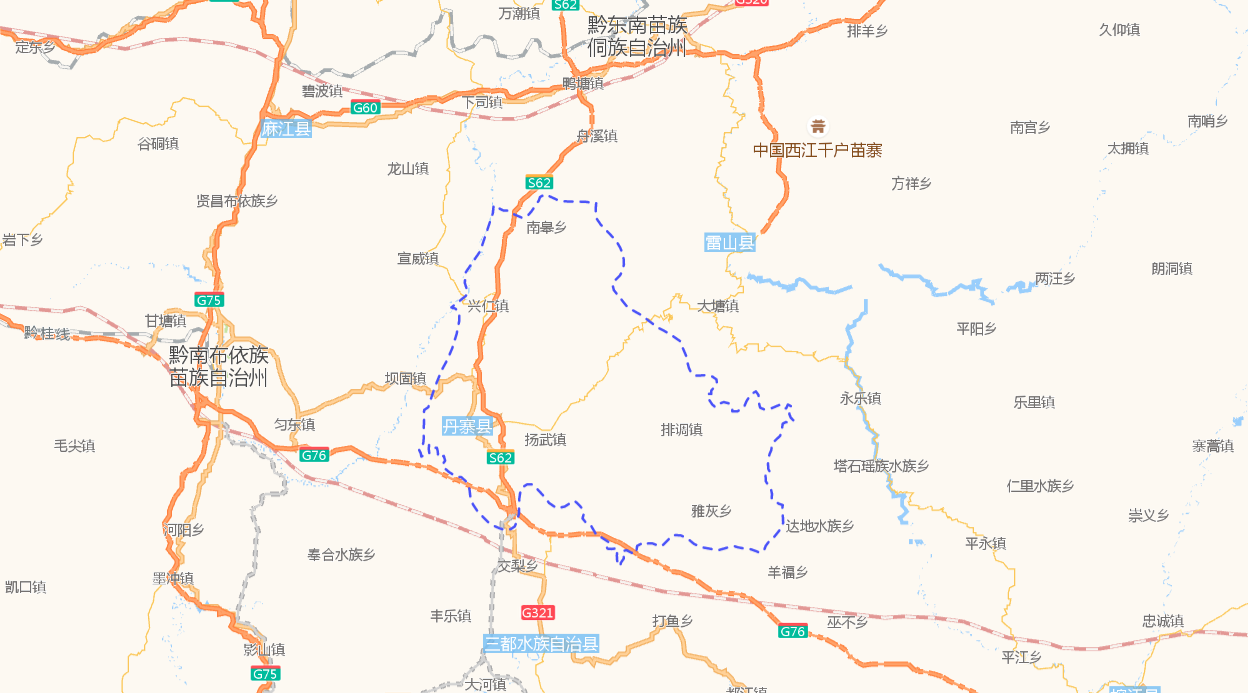 万潮镇
S62
G320
黔东南苗族
侗族自治州
排羊乡
久仰镇
定东乡
鸭塘镇
碧波镇
下司镇
G60
麻江县
舟溪镇
南宫乡
南哨乡
谷硐镇
中国西江千户苗寨
太拥镇
龙山镇
S62
方祥乡
贤昌布依族乡
南皋乡
岩下乡
雷山县
宣威镇
朗洞镇
两汪乡
G75
兴仁镇
大塘镇
甘塘镇
黔桂线
平阳乡
黔南布依族
苗族自治州
坝固镇
永乐镇
乐里镇
匀东镇
丹寨县
扬武镇
排调镇
毛尖镇
寨蒿镇
G76
S62
塔石瑶族水族乡
仁里水族乡
雅灰乡
崇义乡
达地水族乡
河阳乡
平永镇
奉合水族乡
交梨乡
羊福乡
墨冲镇
凯口镇
丰乐镇
G321
打鱼乡
巫不乡
忠诚镇
G76
影山镇
三都水族自治县
平江乡
G75
大河镇
都江镇
榕江县